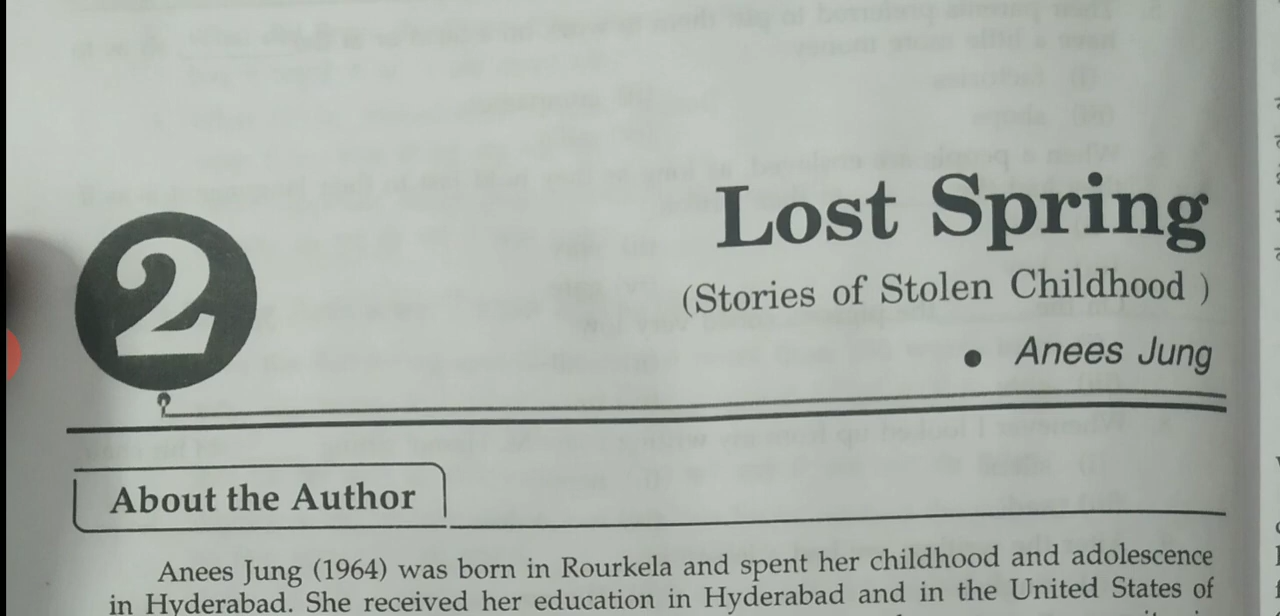 2
Lost Spring
(Stories of Stolen Childhood )
• Anees Jung
About the Author
Anees Jung (1964) was born in Rourkela and spent her childhood and adolescence
in Hyderabad. She received her education in Hyderabad and in the United States of